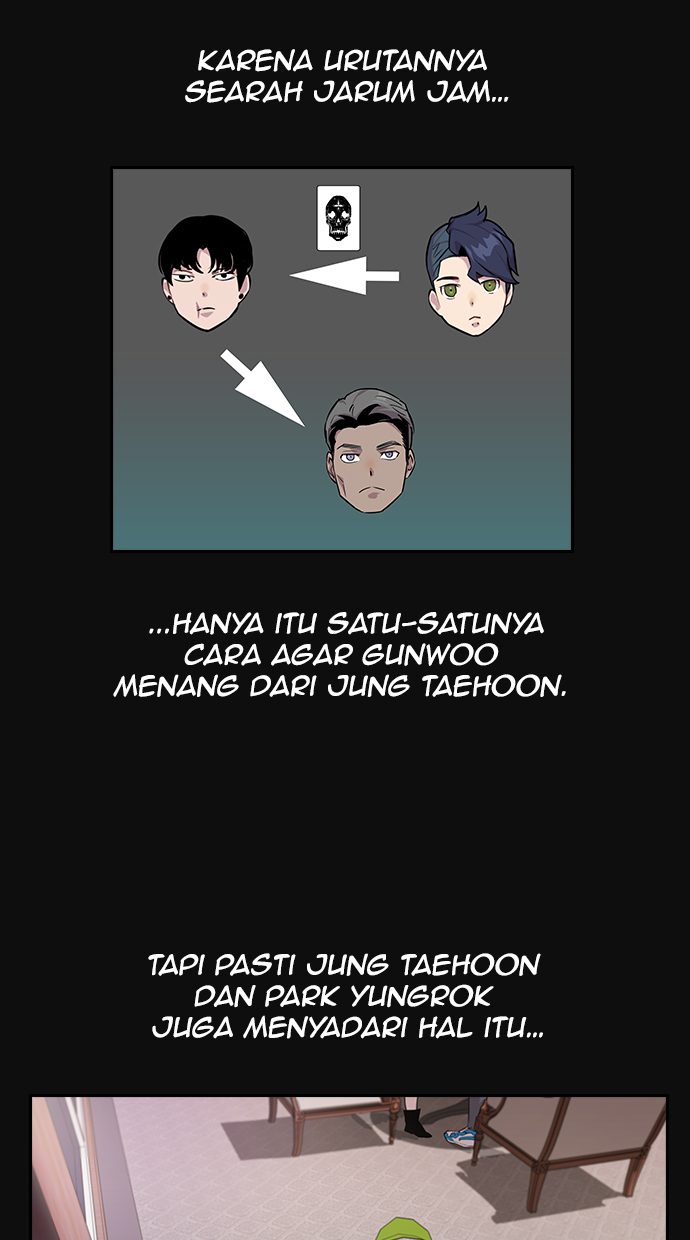 KARENA URUTANNYA
SEARAH JARUM JAM...
...HANYA ITU SATU-SATUNYA
CARA AGAR GUNWOO
MENANG DARI JUNG TAEHOON.
TAPI PASTI JUNG TAEHOON
DAN PARK YUNGROK
JUGA MENYADARI HAL ITU...